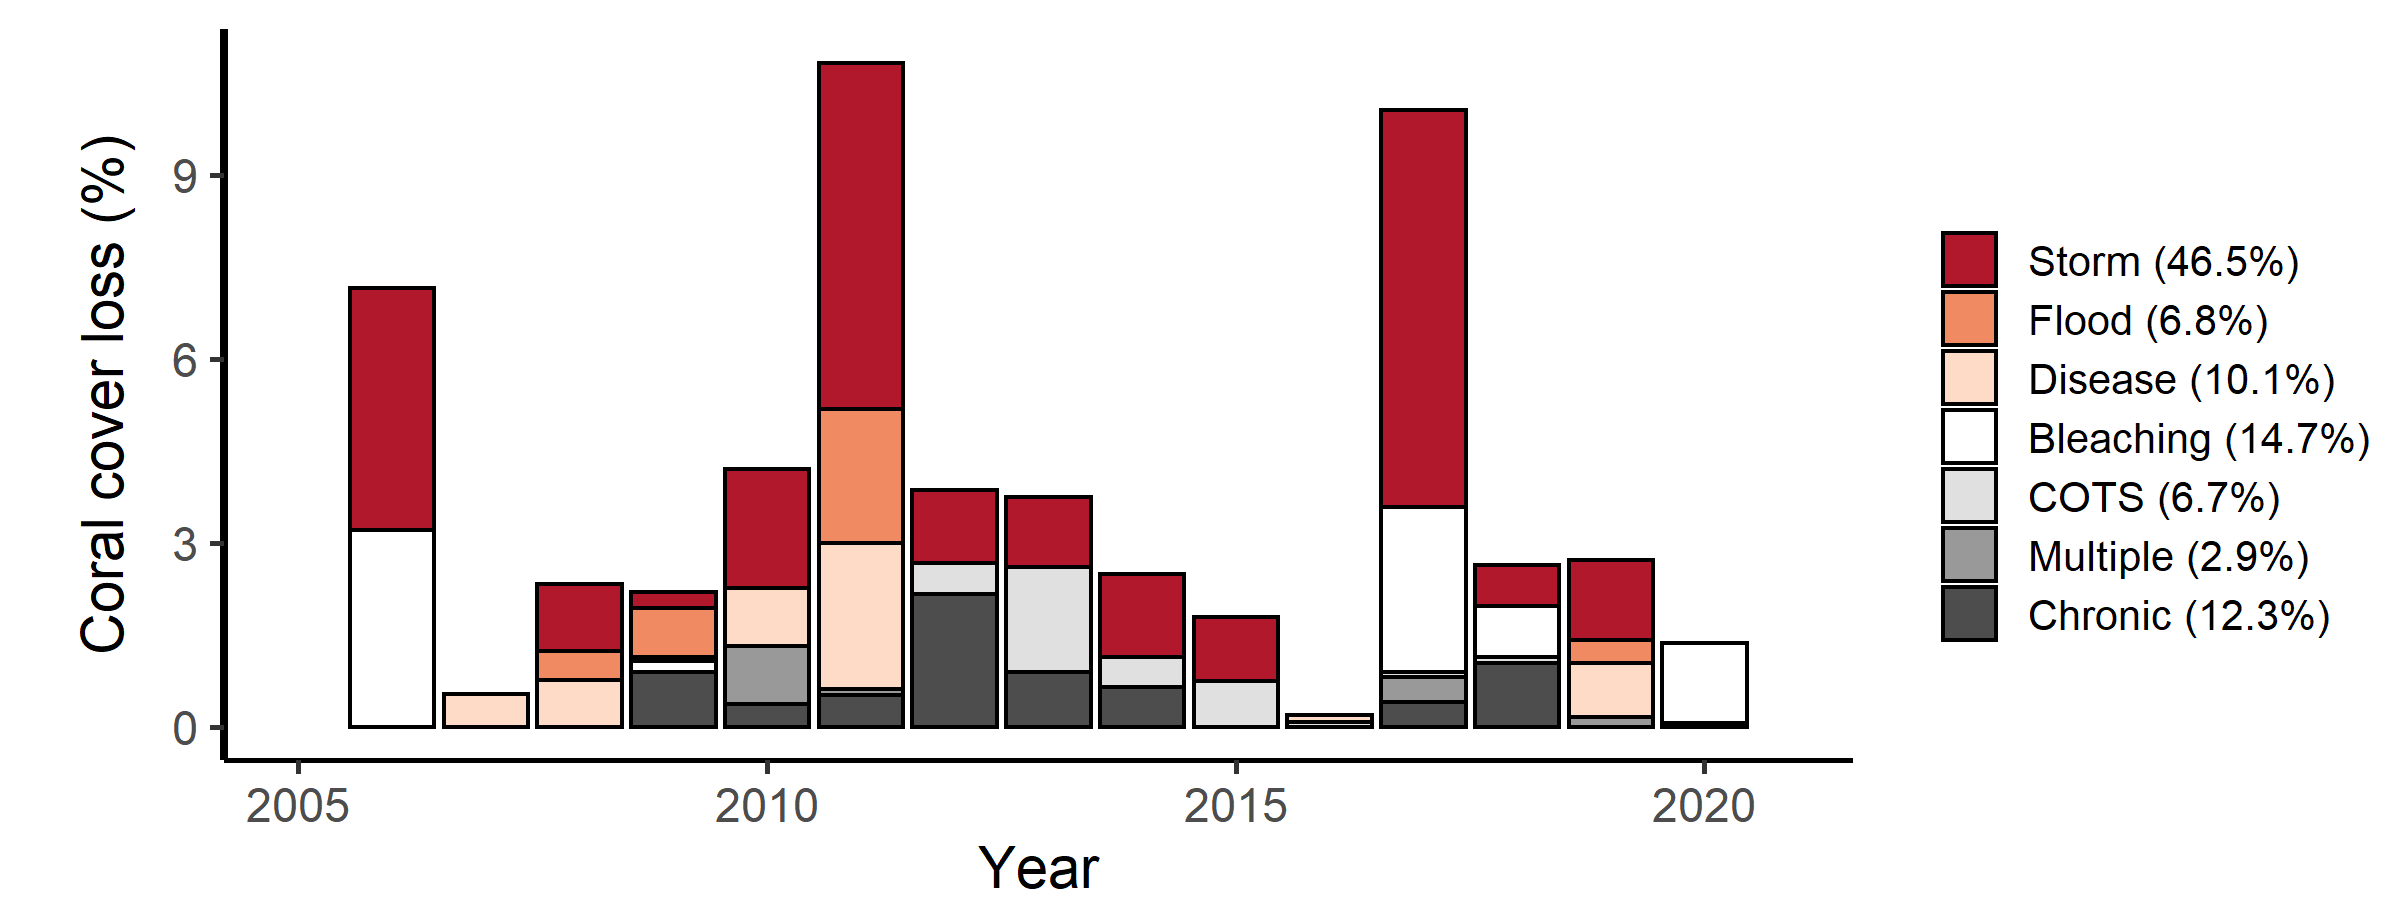 Coral cover loss (%)
9
6
3
0
2005 2010 2015 2020
Year
Storm (46.5%)
Flood (6.8%)
Disease (10.1%)
Bleaching (14.7%)
COTS (6.7%)
Multiple (2.9%)
Chronic (12.3%)